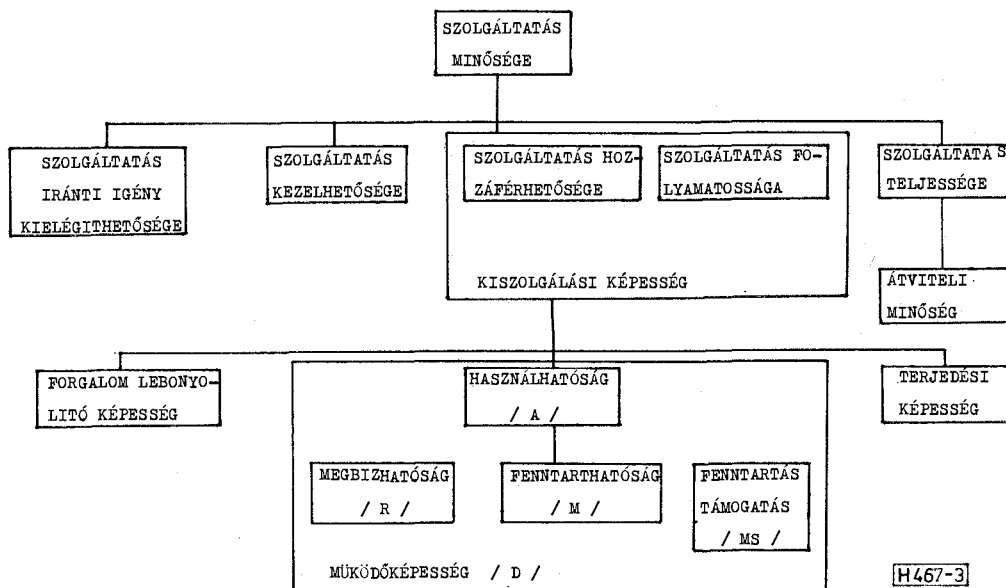 SZOLGÁLTATÁS
MINŐSÉGE
SZOLGÁLTATÁS
IRÁNTI IGÉNY
KIELÉGITHETŐSÉGE
SZOLGÁLTATÁS
KEZELHETŐSÉGE
SZOLGÁLTATÁS HOZ-
ZÁFÉRHETŐSÉGE
SZOLGÁLTATÁS FO-
LYAMATOSSÁGA
KISZOLGÁLÁSI KÉPESSÉG
SZOLGÁLTATÁS
TELJESSÉGE
ÁTVITELI
MINŐSÉG
FORGALOM LEBONYO-
LITÓ KÉPESSÉG
HASZNÁLHATÓSÁG
/ A /
MEGBIZHATÓSÁG
/ R /
FENNTARTHATÓSÁG
/ M /
FENNTARTÁS
TÁMOGATÁS
/ MS /
MÜKÖDŐKÉPESSÉG / D /
TERJEDÉSI
KÉPESSÉG
H467-3